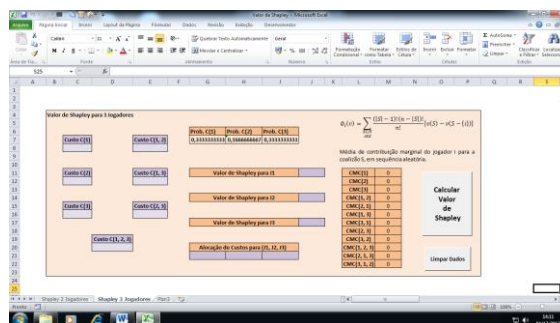 Valor de Shapley - Microsoft Excel
Arquivo Página Inicial Inserir Layout da Página Fórmulas Dados Revisão Exibição Desenvolvedor
Calibri
Quebrar Texto Automaticamente Geral
Mesclar e Centralizar
Formatação Condicional Formatar como Tabela Estilos de Célula Inserir Excluir Formatar
AutoSoma
Preencher
Limpar
Classificar e Filtrar
Fonte Alinhamento Número Estilo Células Edição
S25
Valor de Shapley para 3 Jogadores
Prob. C(1) Prob. C(2) Prob. C(3)
0,333333333 0,166666667 0,333333333
Custo C(1) Custo C(1, 2)
Média de contribuição marginal do jogador i para a
coalizão S, em sequência aleatória.
Custo C(2) Custo C(1, 3)
Valor de Shapley para J1
Valor de Shapley para J2
Custo C(3) Custo C(2, 3)
Valor de Shapley para J3
Custo C(1, 2, 3)
Alocação de Custos para (J1, J2, J3)
CMC(1) 0
CMC(2) 0
CMC(3) 0
CMC(1, 2) 0
CMC(2, 1) 0
CMC(1, 3) 0
CMC(3, 1) 0
CMC(2, 3) 0
CMC(3, 2) 0
CMC(1, 2, 3) 0
CMC(2, 1, 3) 0
CMC(3, 1, 2) 0
Calcular
Valor
de
Shapley
Limpar Dados
Shapley 2 Jogadores Shapley 3 Jogadores Plan3
Pronto
100%
14:11